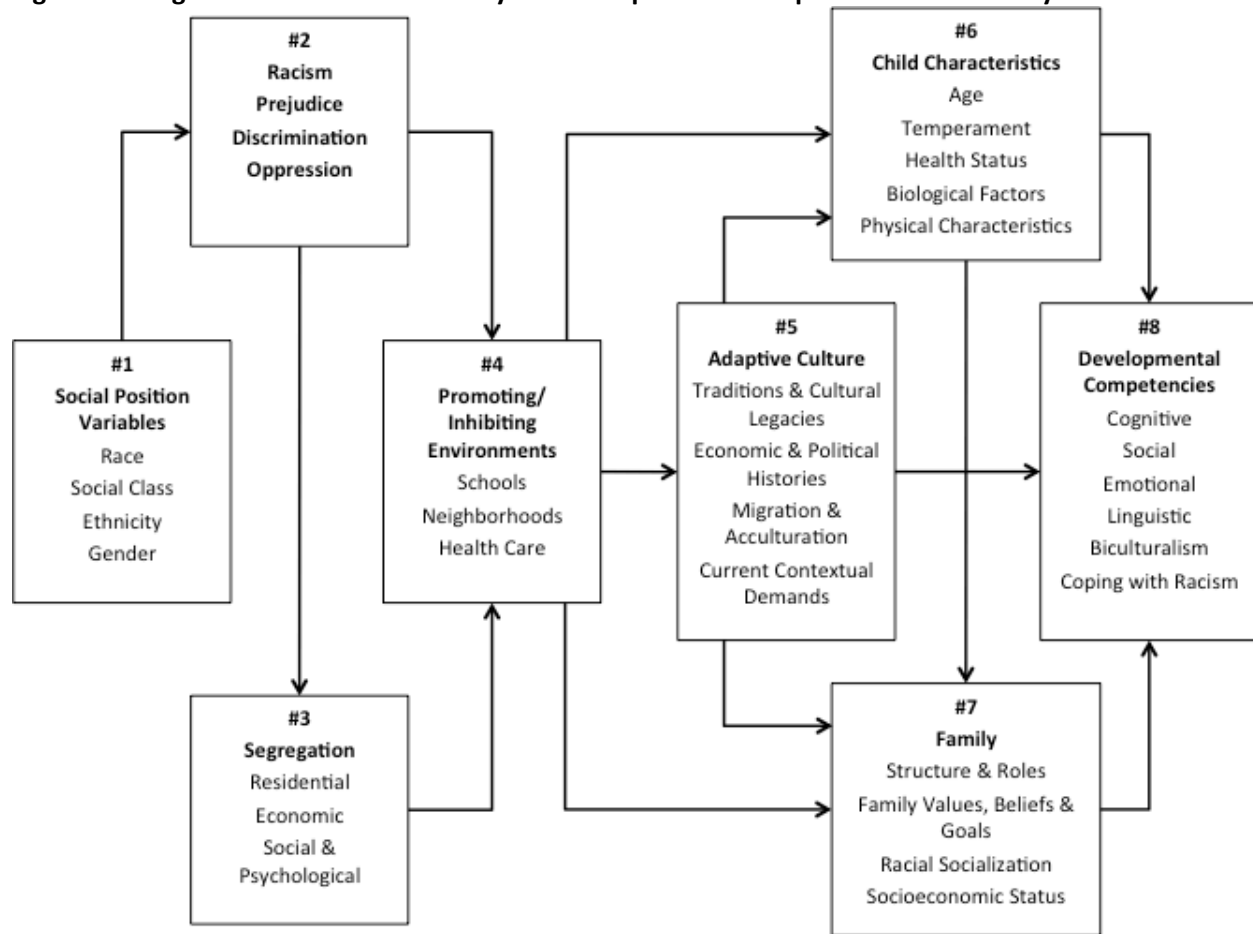 #2
Racism
Prejudice
Discrimination
Oppression
#6
Child Characteristics
Age
Temperament
Health Status
Biological Factors
Physical Characteristics
#1
Social Position
Variables
Race
Social Class
Ethnicity
Gender
#4
Promoting/
Inhibiting
Environments
Schools
Neighborhoods
Health Care
#5
Adaptive Culture
Traditions & Cultural
Legacies
Economic & Political
Histories
Migration &
Acculturation
Current Contextual
Demands
#8
Developmental
Competencies
Cognitive
Social
Emotional
Linguistic
Biculturalism
Coping with Racism
#3
Segregation
Residential
Economic
Social &
Psychological
#7
Family
Structure & Roles
Family Values, Beliefs &
Goals
Racial Socialization
Socioeconomic Status